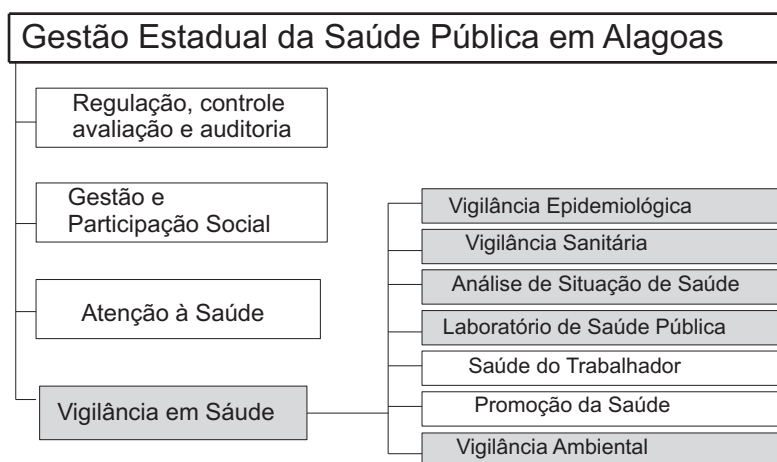 Gestão Estadual da Saúde Pública em Alagoas
Regulação, controle
avaliação e auditoria
Gestão e
Participação Social
Atenção à Saúde
Vigilância em Sáude
Vigilância Epidemiológica
Vigilância Sanitária
Análise de Situação de Saúde
Laboratório de Saúde Pública
Saúde do Trabalhador
Promoção da Saúde
Vigilância Ambiental